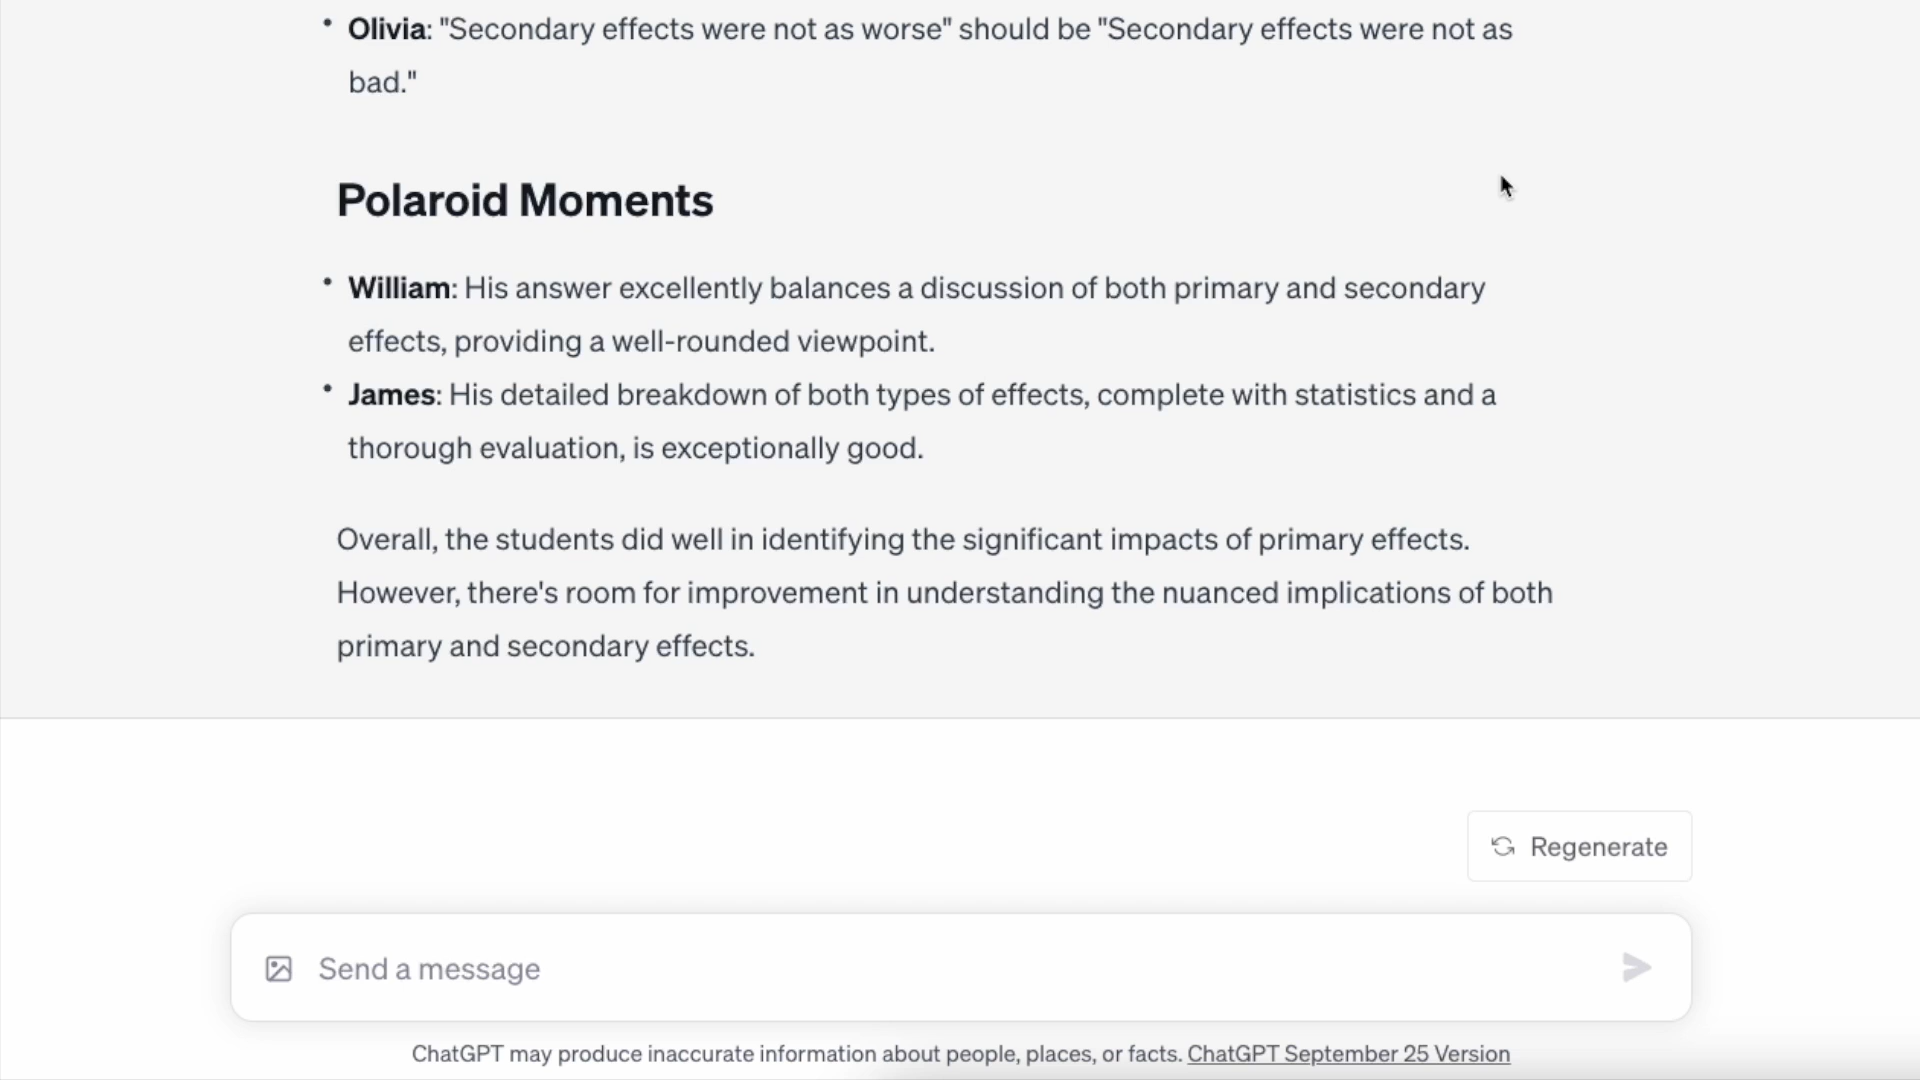 • Olivia: "Secondary effects were not as worse" should be "Secondary effects were not as
bad."
Polaroid Moments
• William: His answer excellently balances a discussion of both primary and secondary
effects, providing a well-rounded viewpoint.
• James: His detailed breakdown of both types of effects, complete with statistics and a
thorough evaluation, is exceptionally good.
Overall, the students did well in identifying the significant impacts of primary effects.
However, there's room for improvement in understanding the nuanced implications of both
primary and secondary effects.
Regenerate
Send a message
ChatGPT may produce inaccurate information about people, places, or facts. ChatGPT September 25 Version